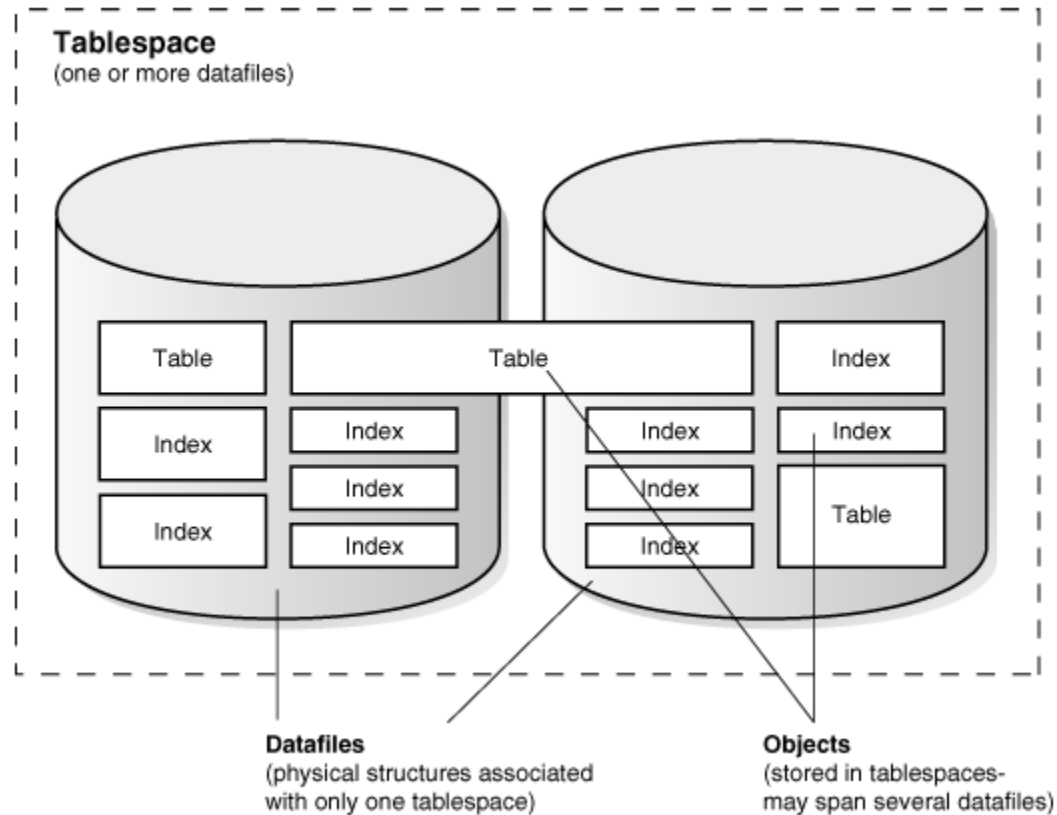 Tablespace
(one or more datafiles)
Table
Table
Index
Index
Index
Index
Index
Index
Index
Index
Table
Index
Index
Index
Datafiles
(physical structures associated
with only one tablespace)
Objects
(stored in tablespaces-
may span several datafiles)